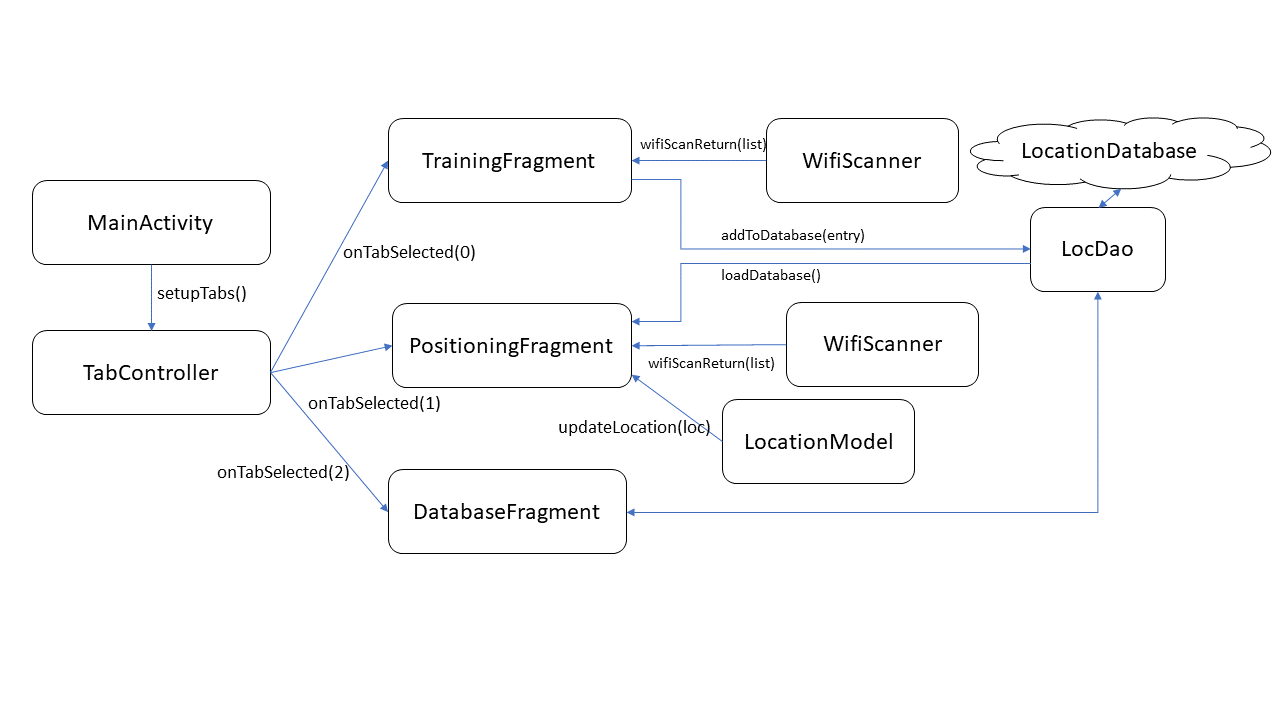 TrainingFragment
wifiScanReturn(list)
WifiScanner
LocationDatabase
MainActivity
onTabSelected(0)
addToDatabase(entry)
LocDao
setupTabs()
loadDatabase()
TabController
PositioningFragment
WifiScanner
wifiScanReturn(list)
onTabSelected(1)
updateLocation(loc)
LocationModel
onTabSelected(2)
DatabaseFragment